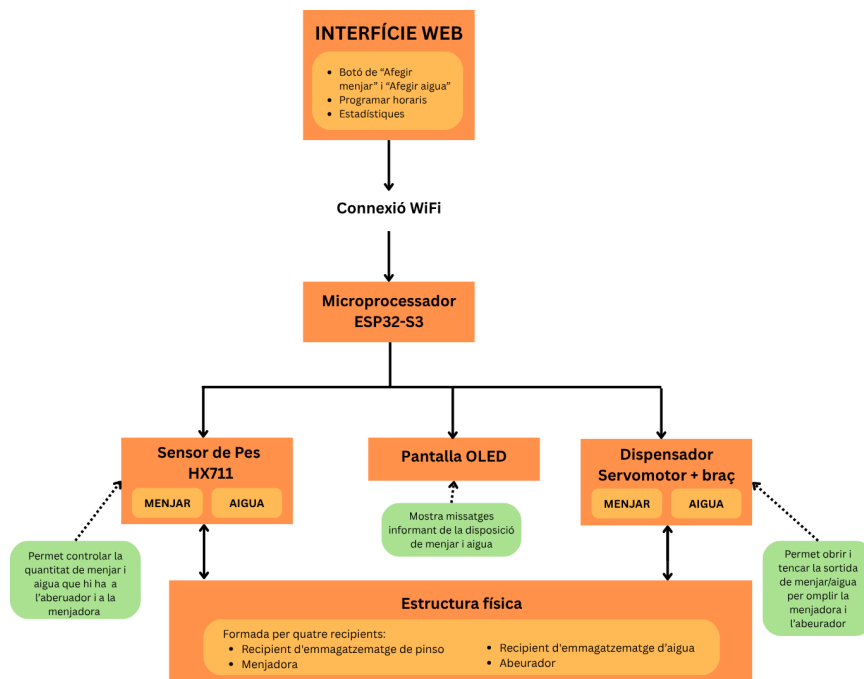 INTERFÍCIE WEB
• Botó de “Afegir
menjar” i “Afegir aigua”
• Programar horaris
• Estadístiques
Connexió WiFi
Microprocessador
ESP32-S3
Sensor de Pes
HX711
MENJAR
AIGUA
Pantalla OLED
Dispensador
Servomotor + braç
MENJAR
AIGUA
Permet controlar la
quantitat de menjar i
aigua que hi ha a
l'aberuador i a la
menjadora
Mostra missatges
informant de la disposició
de menjar i aigua
Permet obrir i
tencar la sortida
de menjar/aigua
per omplir la
menjadora i
l'abeurador
Estructura física
Formada per quatre recipients:
• Recipient d'emmagatzematge de pinso
• Menjadora
• Recipient d'emmagatzematge d’aigua
• Abeurador